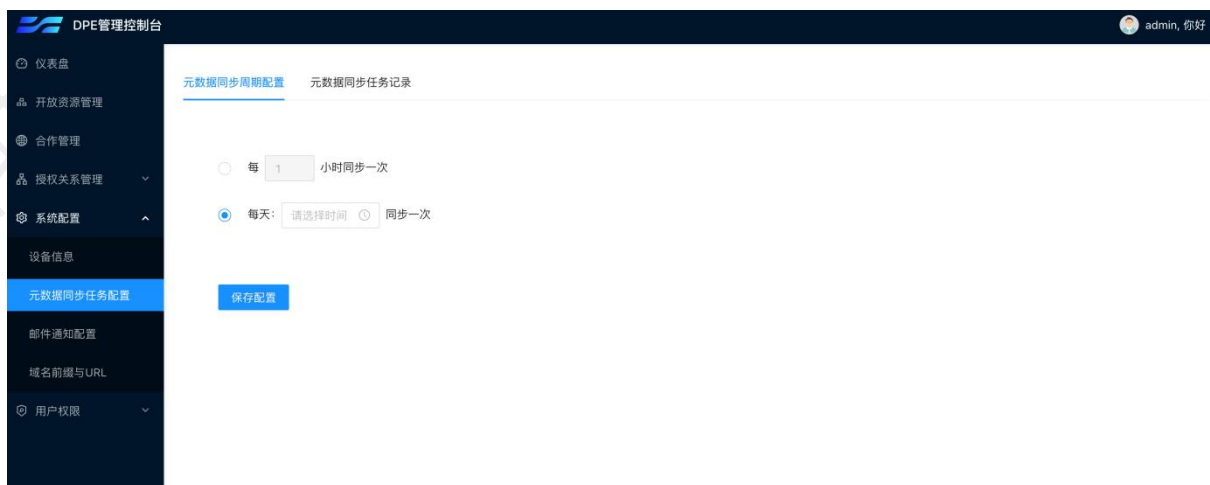 DPE管理控制台
admin, 你好
仪表盘
开放资源管理
合作管理
授权关系管理
系统配置
设备信息
元数据同步任务配置
邮件通知配置
域名前缀与URL
用户权限
元数据同步周期配置 元数据同步任务记录
每 1 小时同步一次
每天: 请选择时间 同步一次
保存配置